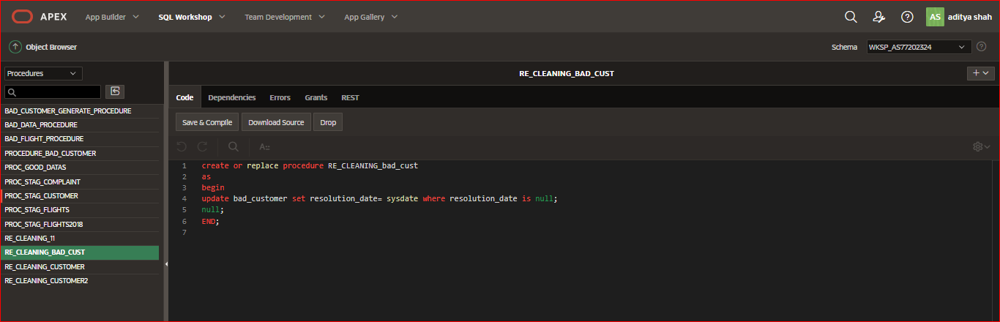 APEX App Builder SQL Workshop Team Development App Gallery AS aditya shah
Object Browser Schema WKSP_AS77202324
Procedures
BAD_CUSTOMER_GENERATE_PROCEDURE
BAD_DATA_PROCEDURE
BAD_FLIGHT_PROCEDURE
PROCEDURE_BAD_CUSTOMER
PROC_GOOD_DATAS
PROC_STAG_COMPLAINT
PROC_STAG_CUSTOMER
PROC_STAG_FLIGHTS
PROC_STAG_FLIGHTS2018
RE_CLEANING_11
RE_CLEANING_BAD_CUST
RE_CLEANING_CUSTOMER
RE_CLEANING_CUSTOMER2
RE_CLEANING_BAD_CUST
Code Dependencies Errors Grants REST
Save & Compile Download Source Drop
1 create or replace procedure RE_CLEANING_bad_cust
2 as
3 begin
4 update bad_customer set resolution_date= sysdate where resolution_date is null;
5 null;
6 END;
7